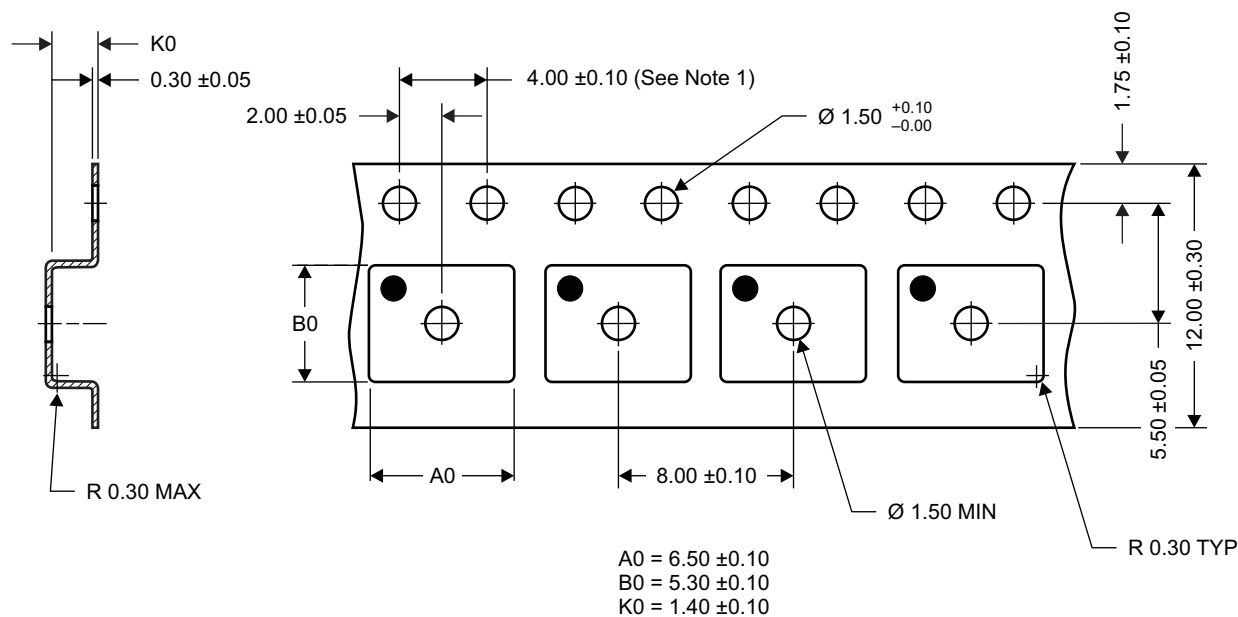 K0
0.30 ±0.05
4.00 ±0.10 (See Note 1)
2.00 ±0.05
Ø 1.50 +0.10 –0.00
1.75 ±0.10
B0
12.00 ±0.30
5.50 ±0.05
R 0.30 MAX
A0
8.00 ±0.10
Ø 1.50 MIN
R 0.30 TYP
A0 = 6.50 ±0.10
B0 = 5.30 ±0.10
K0 = 1.40 ±0.10